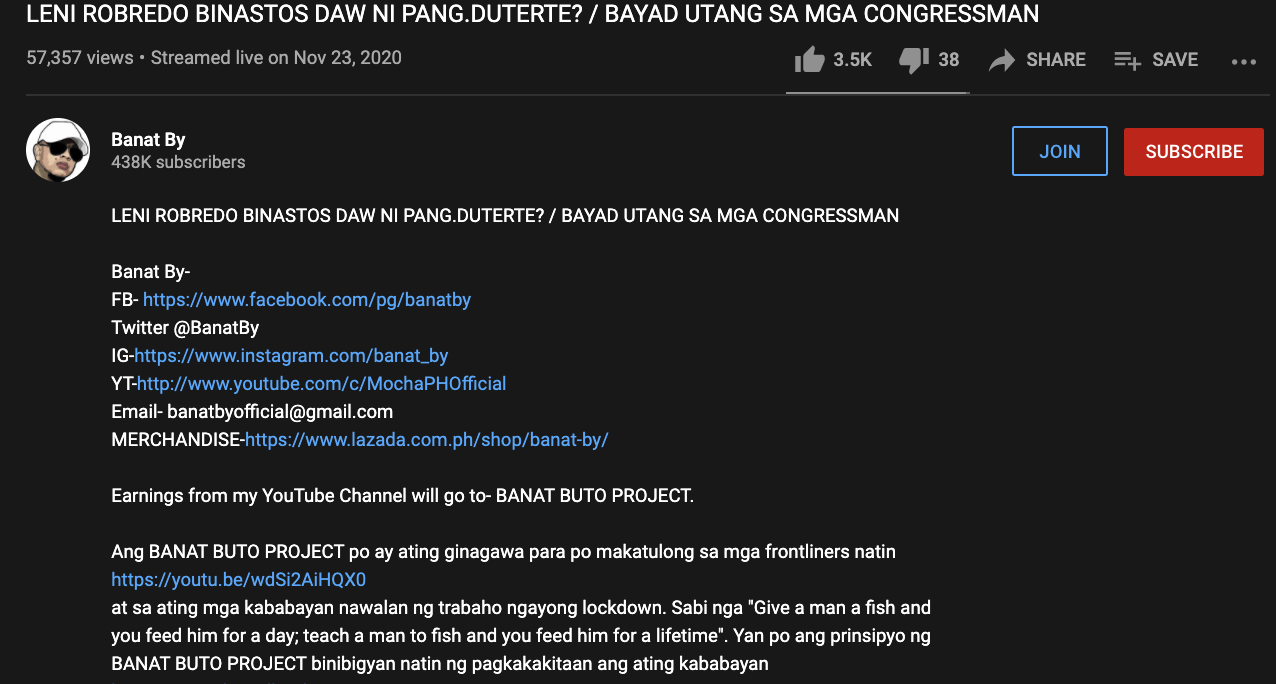 LENI ROBREDO BINASTOS DAW NI PANG.DUTERTE? / BAYAD UTANG SA MGA CONGRESSMAN
57,357 views • Streamed live on Nov 23, 2020
3.5K 38 SHARE SAVE
Banat By
438K subscribers
JOIN SUBSCRIBE
LENI ROBREDO BINASTOS DAW NI PANG.DUTERTE? / BAYAD UTANG SA MGA CONGRESSMAN
Banat By-
FB- https://www.facebook.com/pg/banatby
Twitter @BanatBy
IG-https://www.instagram.com/banat_by
YT-http://www.youtube.com/c/MochaPHOfficial
Email- banatbyofficial@gmail.com
MERCHANDISE-https://www.lazada.com.ph/shop/banat-by/
Earnings from my YouTube Channel will go to- BANAT BUTO PROJECT.
Ang BANAT BUTO PROJECT po ay ating ginagawa para po makatulong sa mga frontliners natin
https://youtu.be/wdSi2AiHQX0
at sa ating mga kababayan nawalan ng trabaho ngayong lockdown. Sabi nga "Give a man a fish and
you feed him for a day; teach a man to fish and you feed him for a lifetime". Yan po ang prinsipyo ng
BANAT BUTO PROJECT binibigyan natin ng pagkakakitaan ang ating kababayan